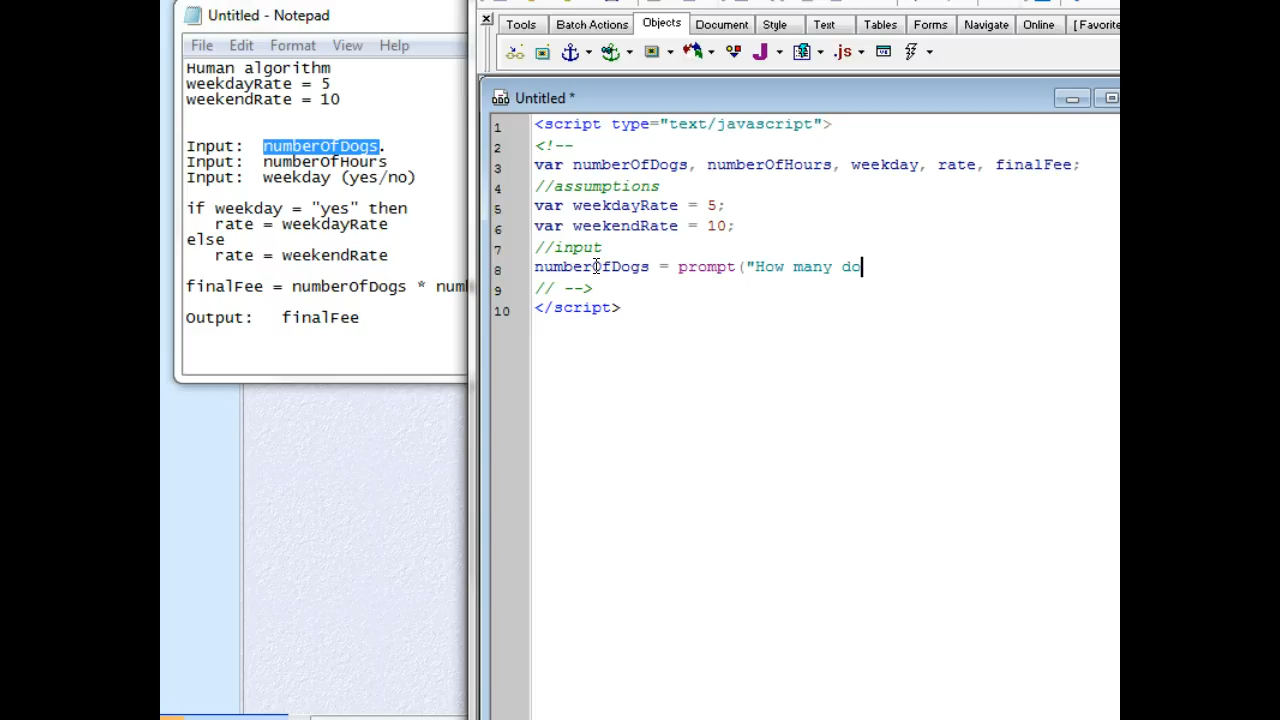 Untitled - Notepad
File Edit Format View Help
Human algorithm
weekdayRate = 5
weekendRate = 10
Input: numberOfDogs.
Input: numberOfHours
Input: weekday (yes/no)
if weekday = "yes" then
rate = weekdayRate
else
rate = weekendRate
finalFee = numberOfDogs * num
Output: finalFee
Tools Batch Actions Objects Document Style Text Tables Forms Navigate Online [ Favorite
.js
Untitled *
1 <script type="text/javascript">
2 <!--
3 var numberOfDogs, numberOfHours, weekday, rate, finalFee;
4 //assumptions
5 var weekdayRate = 5;
6 var weekendRate = 10;
7 //input
8 numberOfDogs = prompt("How many do
9 // -->
10 </script>